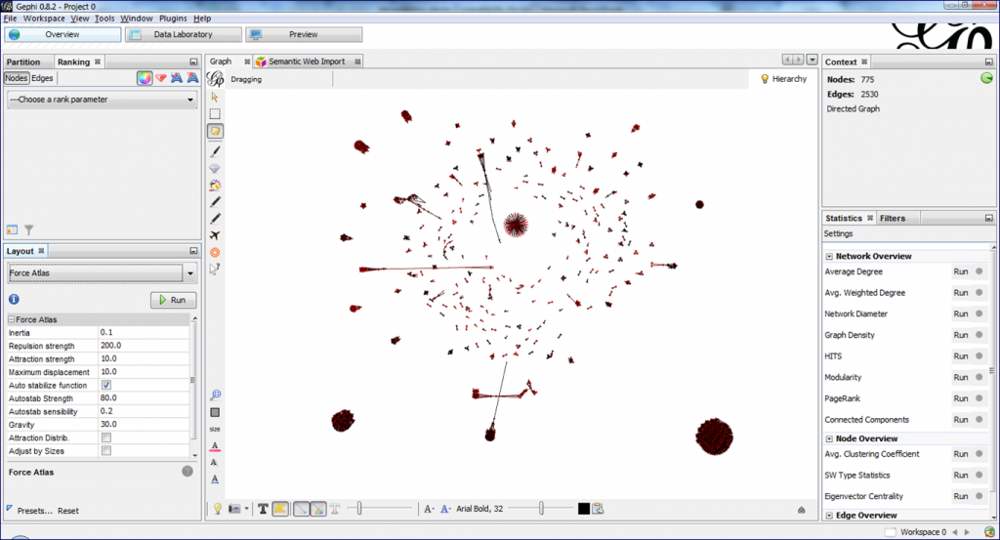 Gephi 0.8.2 - Project 0
File Workspace View Tools Window Plugins Help
Overview
Data Laboratory
Preview
Partition
Ranking
Nodes Edges
---Choose a rank parameter
Layout
Force Atlas
Run
Force Atlas
Inertia 0.1
Repulsion strength 200.0
Attraction strength 10.0
Maximum displacement 10.0
Auto stabilize function
Autostab Strength 80.0
Autostab sensibility 0.2
Gravity 30.0
Attraction Distrib.
Adjust by Sizes
Force Atlas
Presets... Reset
Graph
Semantic Web Import
Dragging
Hierarchy
size
A
A
A
T
T
A- A- Arial Bold, 32
Context
Nodes: 775
Edges: 2530
Directed Graph
Statistics
Filters
Settings
Network Overview
Average Degree Run
Avg. Weighted Degree Run
Network Diameter Run
Graph Density Run
HITS Run
Modularity Run
PageRank Run
Connected Components Run
Node Overview
Avg. Clustering Coefficient Run
SW Type Statistics Run
Eigenvector Centrality Run
Edge Overview
Workspace 0